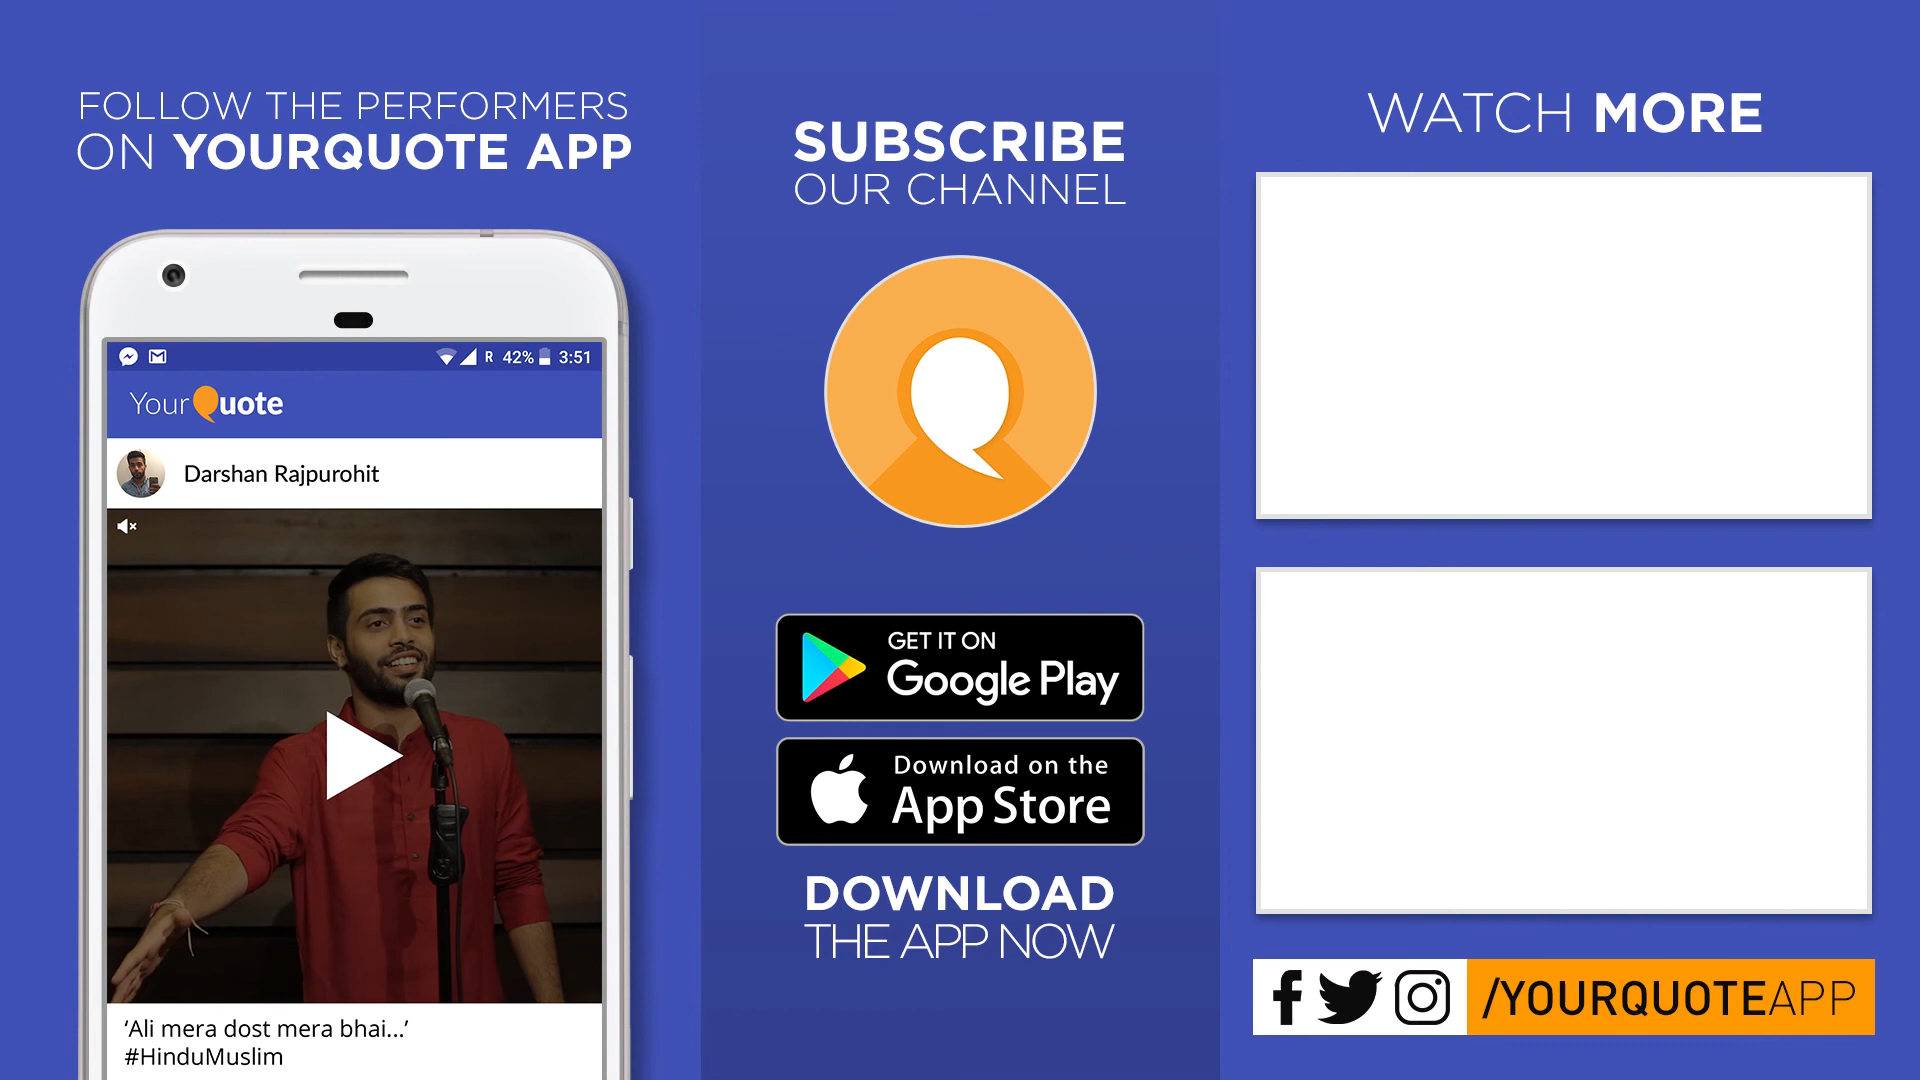 FOLLOW THE PERFORMERS
ON YOURQUOTE APP
R 42% 3:51
YourQuote
Darshan Rajpurohit
‘Ali mera dost mera bhai...’
#HinduMuslim
SUBSCRIBE
OUR CHANNEL
GET IT ON
Google Play
Download on the
App Store
DOWNLOAD
THE APP NOW
WATCH MORE
/YOURQUOTEAPP